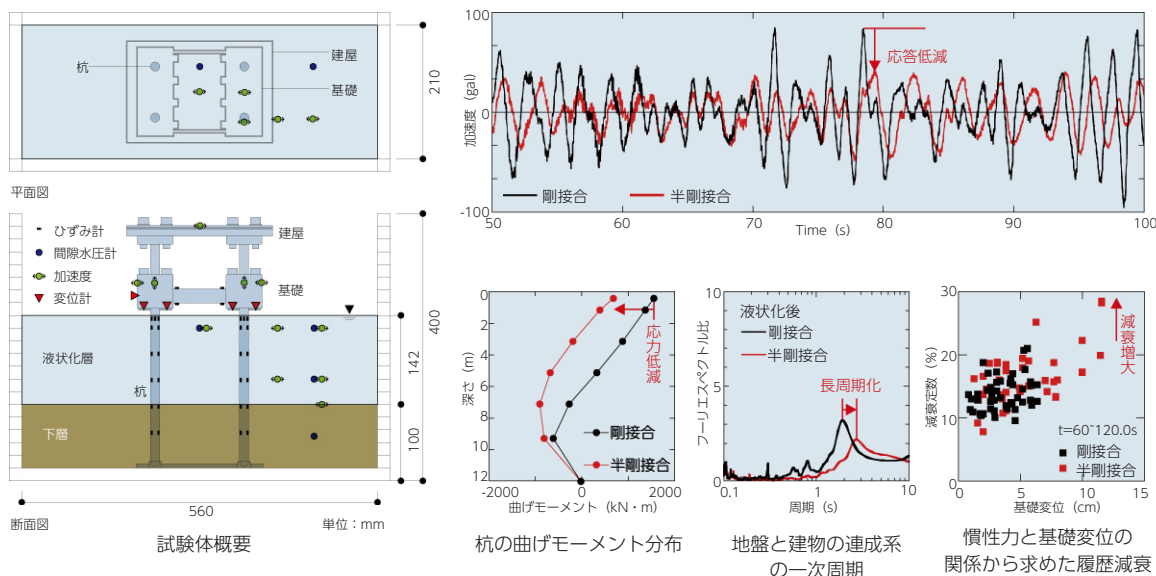 建屋
杭
基礎
210
平面図
ひずみ計
間隙水圧計
加速度
変位計
建屋
基礎
液状化層
杭
下層
400
142
100
560
断面図
単位：mm
試験体概要
100
0
-100
加速度 (gal)
応答低減
剛接合
半剛接合
50 60 70 80 90 100
Time (s)
0
2
4
6
8
10
12
深さ (m)
応力低減
剛接合
半剛接合
-2000 0 2000
曲げモーメント (kN・m)
杭の曲げモーメント分布
10
5
0
フーリエスペクトル比
液状化後
剛接合
半剛接合
長周期化
0.1 1 10
周期 (s)
地盤と建物の連成系
の一次周期
30
20
10
0
減衰定数 (%)
減衰増大
t=60~120.0s
剛接合
半剛接合
0 5 10 15
基礎変位 (cm)
慣性力と基礎変位の
関係から求めた履歴減衰